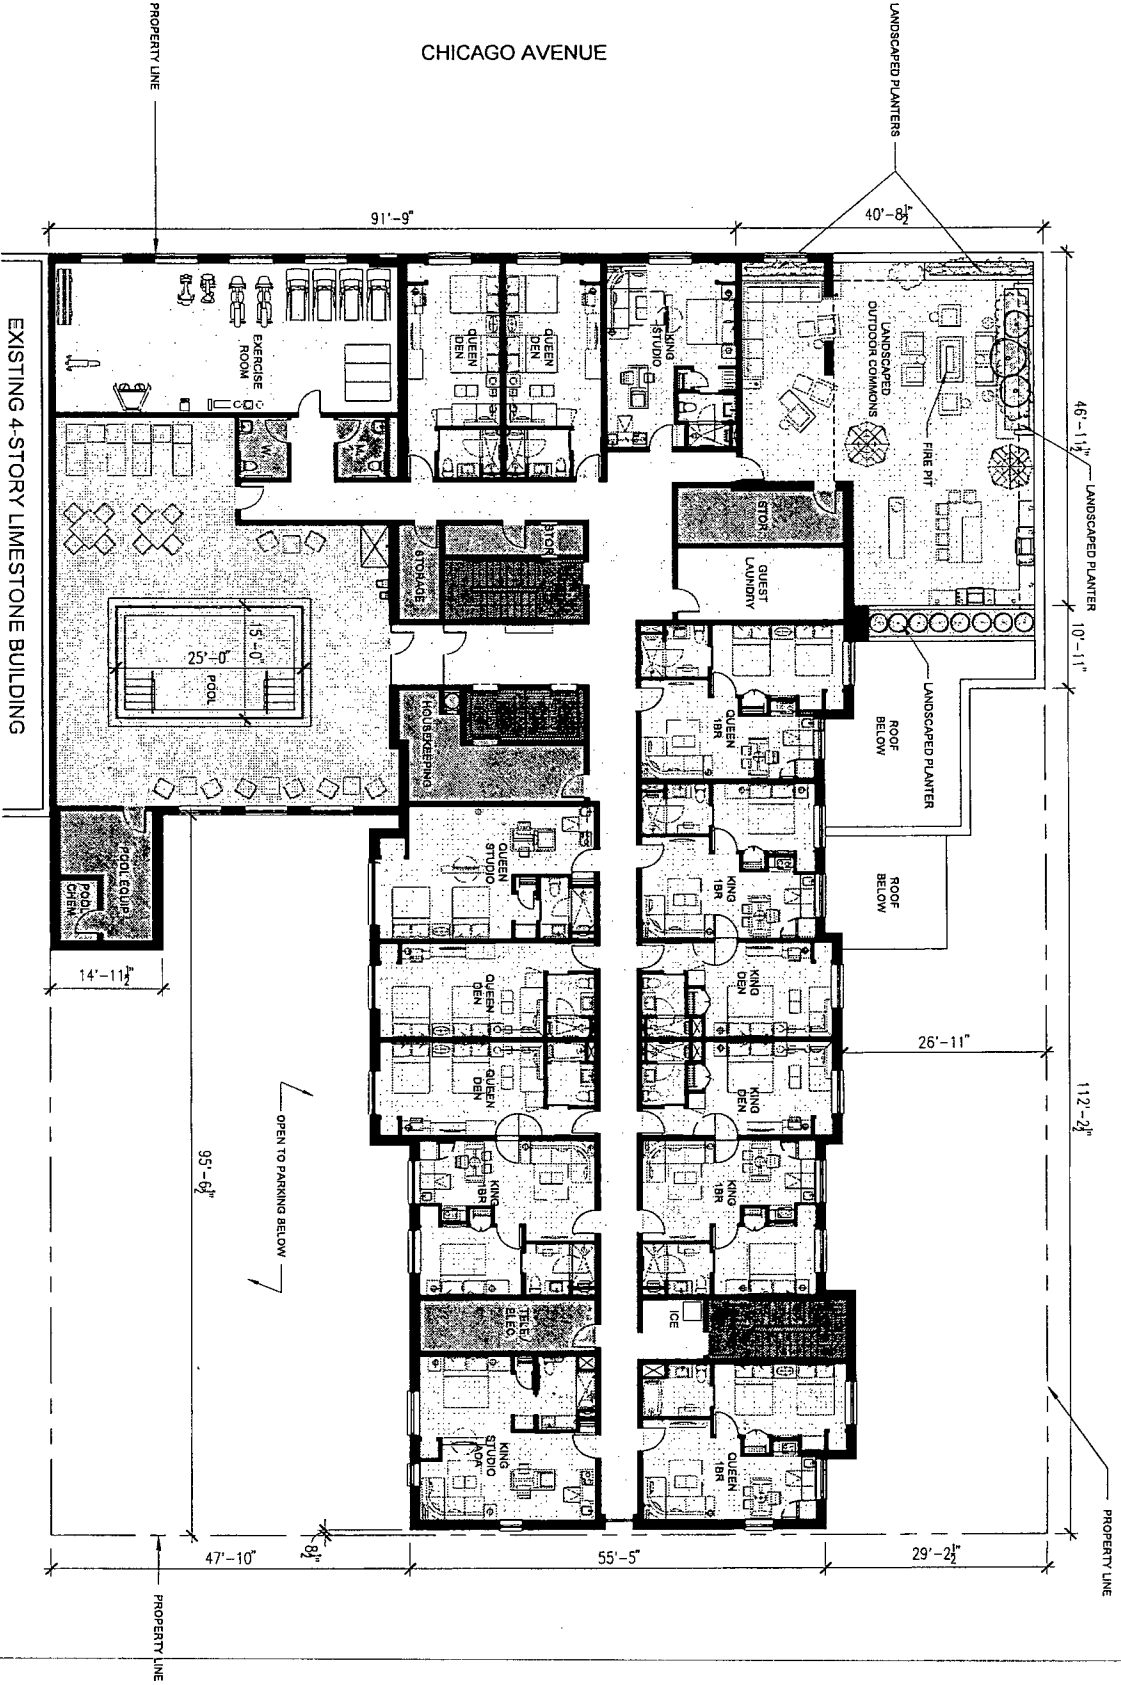 CHICAGO AVENUE
PROPERTY LINE
LANDSCAPED PLANTERS
91'-9"
40'-8½"
46'-11½"
LANDSCAPED
OUTDOOR COMMONS
FIRE PIT
LANDSCAPED PLANTER
10'-11"
EXERCISE
ROOM
QUEEN
DEN
QUEEN
DEN
KING
STUDIO
STOR
GUEST
LAUNDRY
W
M
STORAGE
STOR
EXISTING 4-STORY LIMESTONE BUILDING
15'-0"
25'-0"
POOL
HOUSEKEEPING
QUEEN
1BR
ROOF
BELOW
LANDSCAPED PLANTER
POOL EQUIP
POOL
CHEM
QUEEN
STUDIO
KING
1BR
ROOF
BELOW
14'-11½"
QUEEN
DEN
KING
DEN
26'-11"
QUEEN
DEN
KING
DEN
112'-2½"
OPEN TO PARKING BELOW
95'-6½"
KING
1BR
KING
1BR
TELE/
ELEC
ICE
KING
STUDIO
ADA
QUEEN
1BR
8½"
47'-10"
55'-5"
29'-2½"
PROPERTY LINE
PROPERTY LINE